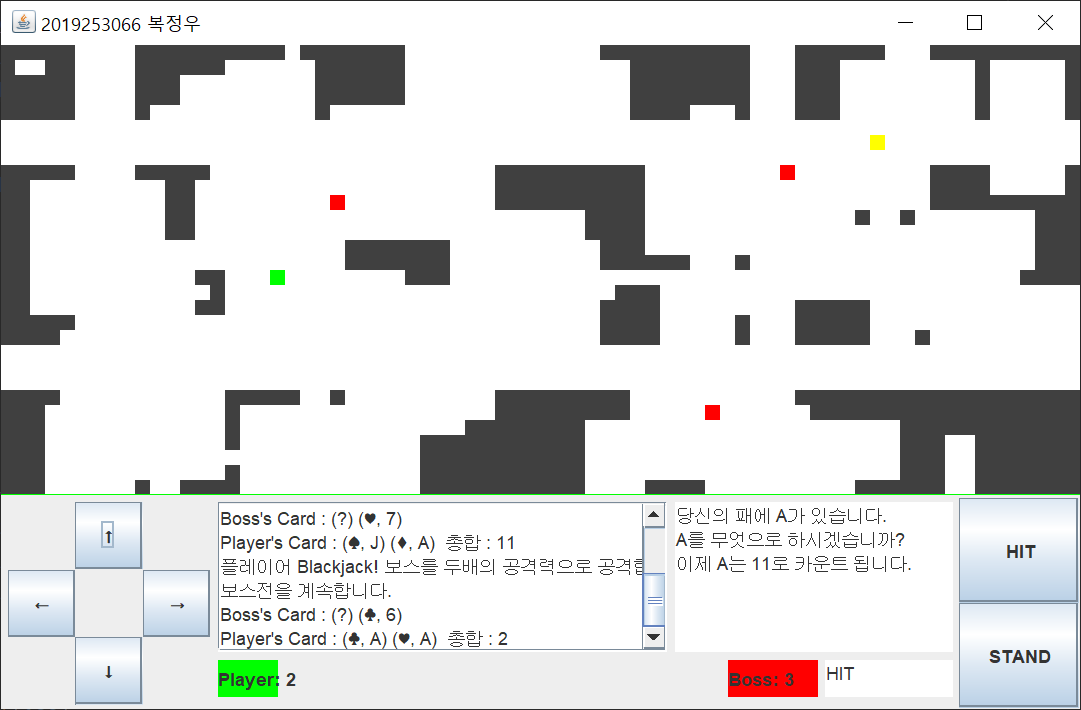 2019253066 복정우
↑
←
→
↓
Boss's Card : (?) (♥, 7)
Player's Card : (♠, J) (♦, A) 총합 : 11
플레이어 Blackjack! 보스를 두배의 공격력으로 공격합
보스전을 계속합니다.
Boss's Card : (?) (♣, 6)
Player's Card : (♣, A) (♥, A) 총합 : 2
당신의 패에 A가 있습니다.
A를 무엇으로 하시겠습니까?
이제 A는 11로 카운트 됩니다.
HIT
STAND
Player: 2
Boss: 3
HIT